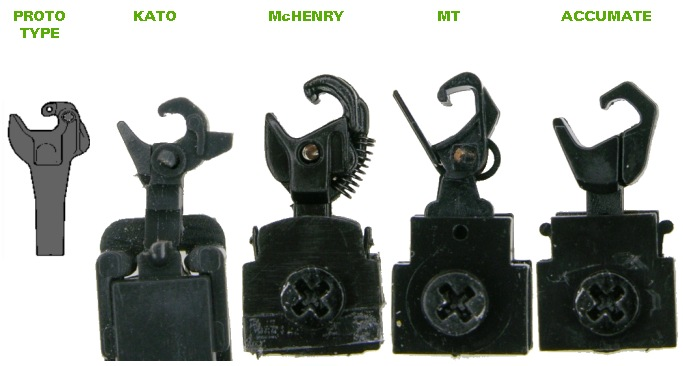 PROTO TYPE
KATO
McHENRY
MT
ACCUMATE